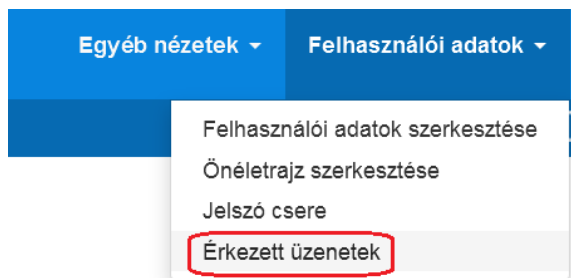 Egyéb nézetek Felhasználói adatok
Felhasználói adatok szerkesztése
Önéletrajz szerkesztése
Jelszó csere
Érkezett üzenetek